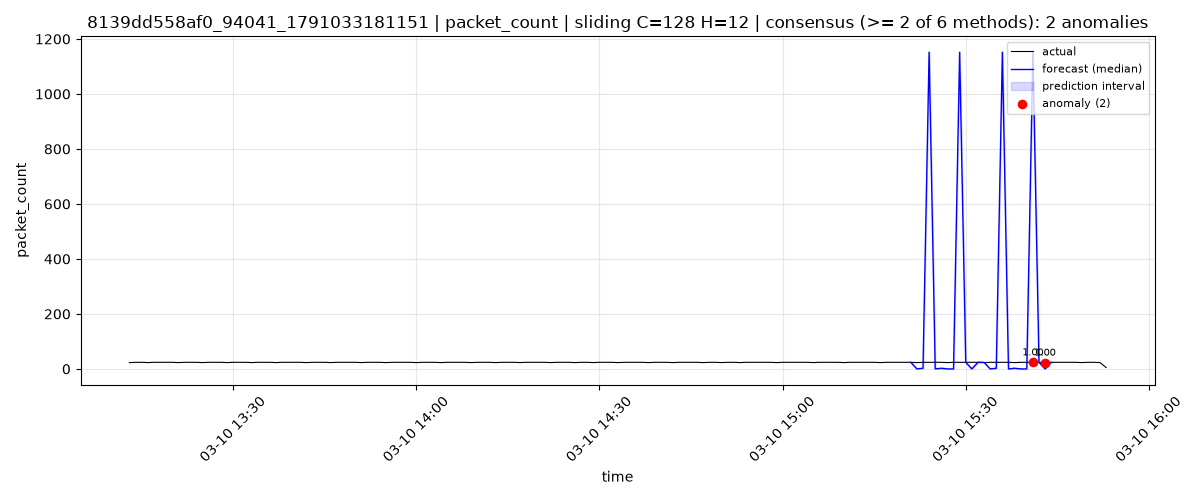 8139dd558af0_94041_1791033181151 | packet_count | sliding C=128 H=12 | consensus (>= 2 of 6 methods): 2 anomalies
1200
1000
800
600
400
200
0
packet_count
actual
forecast (median)
prediction interval
anomaly (2)
03-10 13:30
03-10 14:00
03-10 14:30
03-10 15:00
03-10 15:30
03-10 16:00
time